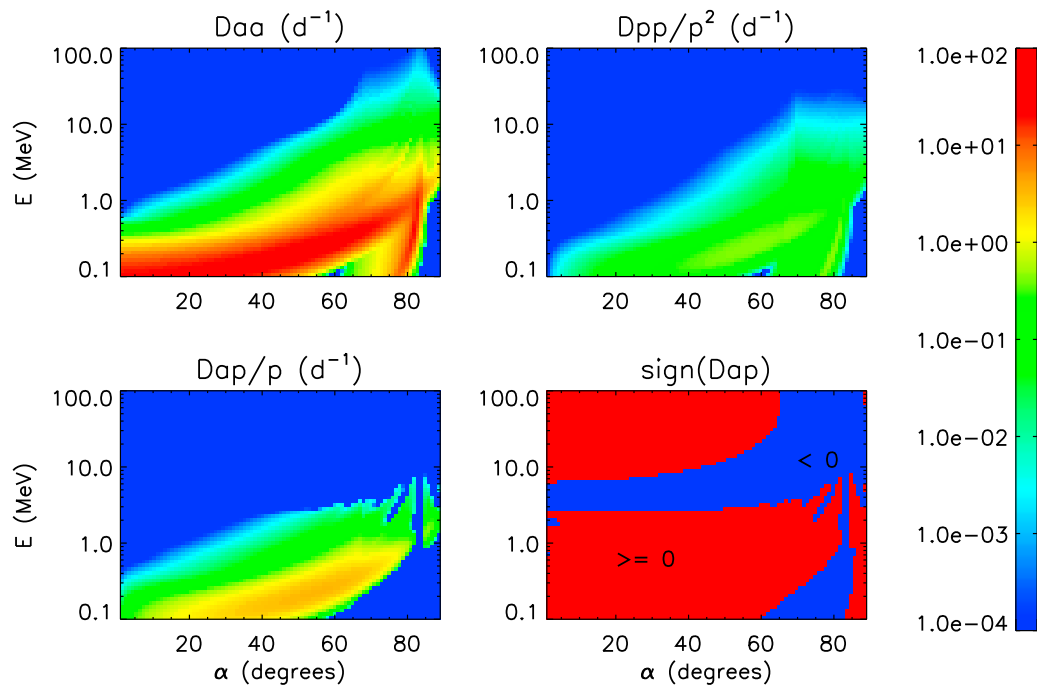 Daa (d⁻¹)
Dpp/p² (d⁻¹)
100.0
10.0
1.0
0.1
E (MeV)
20 40 60 80
100.0
10.0
1.0
0.1
20 40 60 80
1.0e+02
1.0e+01
1.0e+00
1.0e−01
1.0e−02
1.0e−03
1.0e−04
Dap/p (d⁻¹)
sign(Dap)
100.0
10.0
1.0
0.1
E (MeV)
20 40 60 80
α (degrees)
100.0
10.0
1.0
0.1
< 0
>= 0
20 40 60 80
α (degrees)